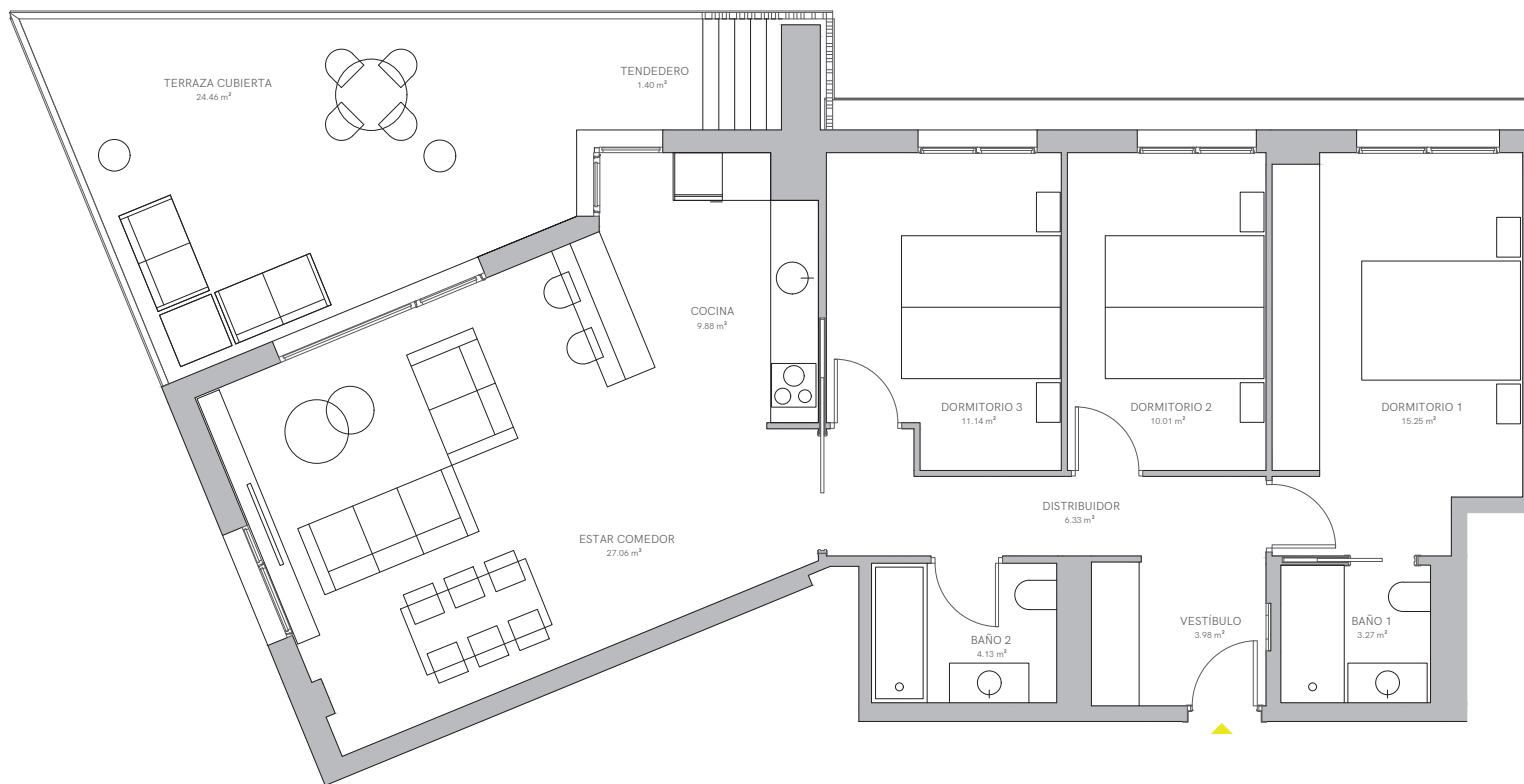 TERRAZA CUBIERTA
24.46 m²
TENDEDERO
1.40 m²
COCINA
9.88 m²
DORMITORIO 3
11.14 m²
DORMITORIO 2
10.01 m²
DORMITORIO 1
15.25 m²
DISTRIBUIDOR
6.33 m²
ESTAR COMEDOR
27.06 m²
BAÑO 2
4.13 m²
VESTÍBULO
3.98 m²
BAÑO 1
3.27 m²